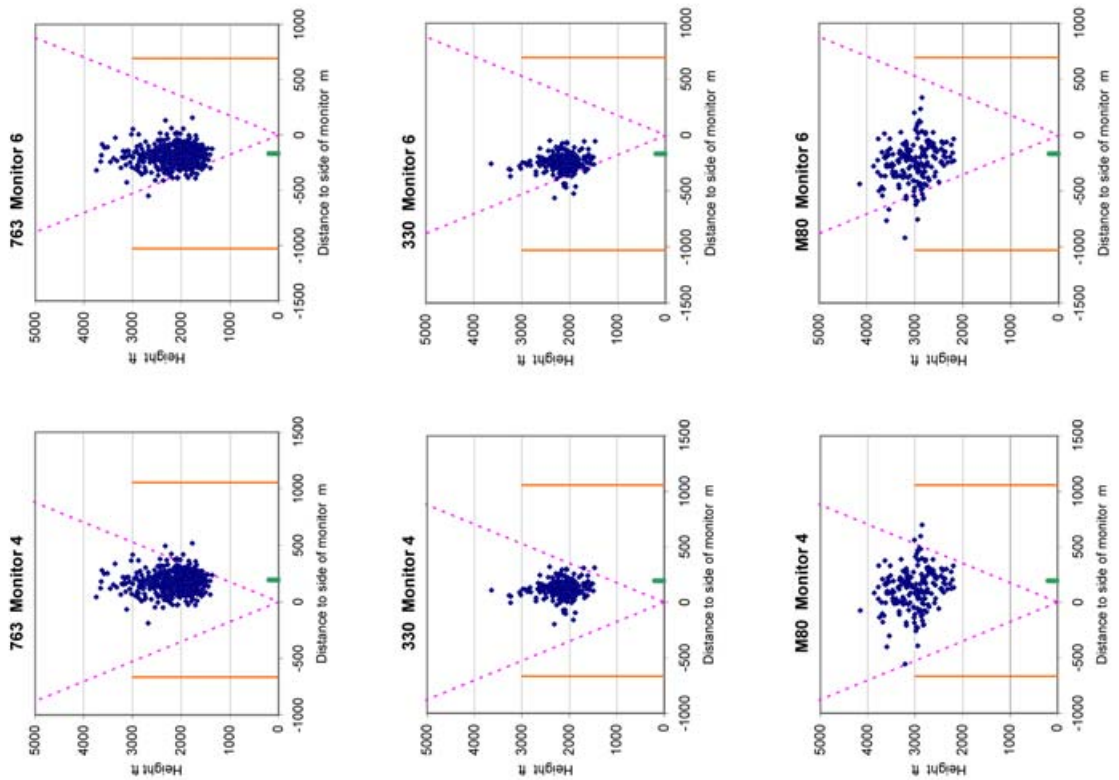 763 Monitor 4
5000
4000
3000
2000
1000
0
Height ft
-1000 -500 0 500 1000 1500
Distance to side of monitor m
763 Monitor 6
5000
4000
3000
2000
1000
0
Height ft
-1500 -1000 -500 0 500 1000
Distance to side of monitor m
330 Monitor 4
5000
4000
3000
2000
1000
0
Height ft
-1000 -500 0 500 1000 1500
Distance to side of monitor m
330 Monitor 6
5000
4000
3000
2000
1000
0
Height ft
-1500 -1000 -500 0 500 1000
Distance to side of monitor m
M80 Monitor 4
5000
4000
3000
2000
1000
0
Height ft
-1000 -500 0 500 1000 1500
Distance to side of monitor m
M80 Monitor 6
5000
4000
3000
2000
1000
0
Height ft
-1500 -1000 -500 0 500 1000
Distance to side of monitor m